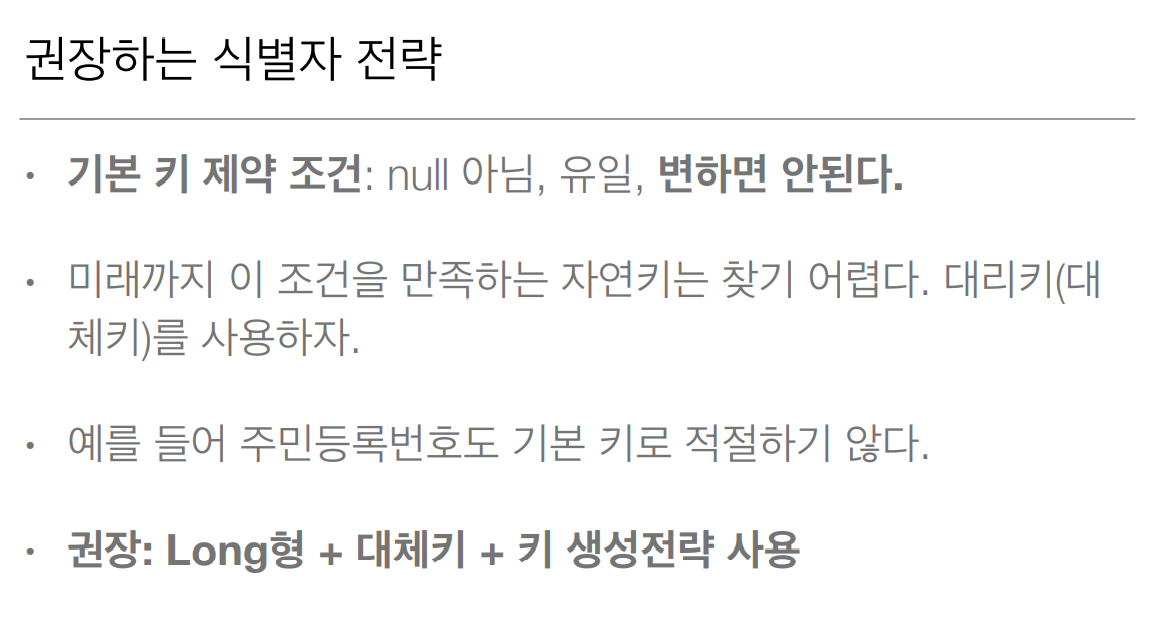 권장하는 식별자 전략
• 기본 키 제약 조건: null 아님, 유일, 변하면 안된다.
• 미래까지 이 조건을 만족하는 자연키는 찾기 어렵다. 대리키(대
체키)를 사용하자.
• 예를 들어 주민등록번호도 기본 키로 적절하기 않다.
• 권장: Long형 + 대체키 + 키 생성전략 사용